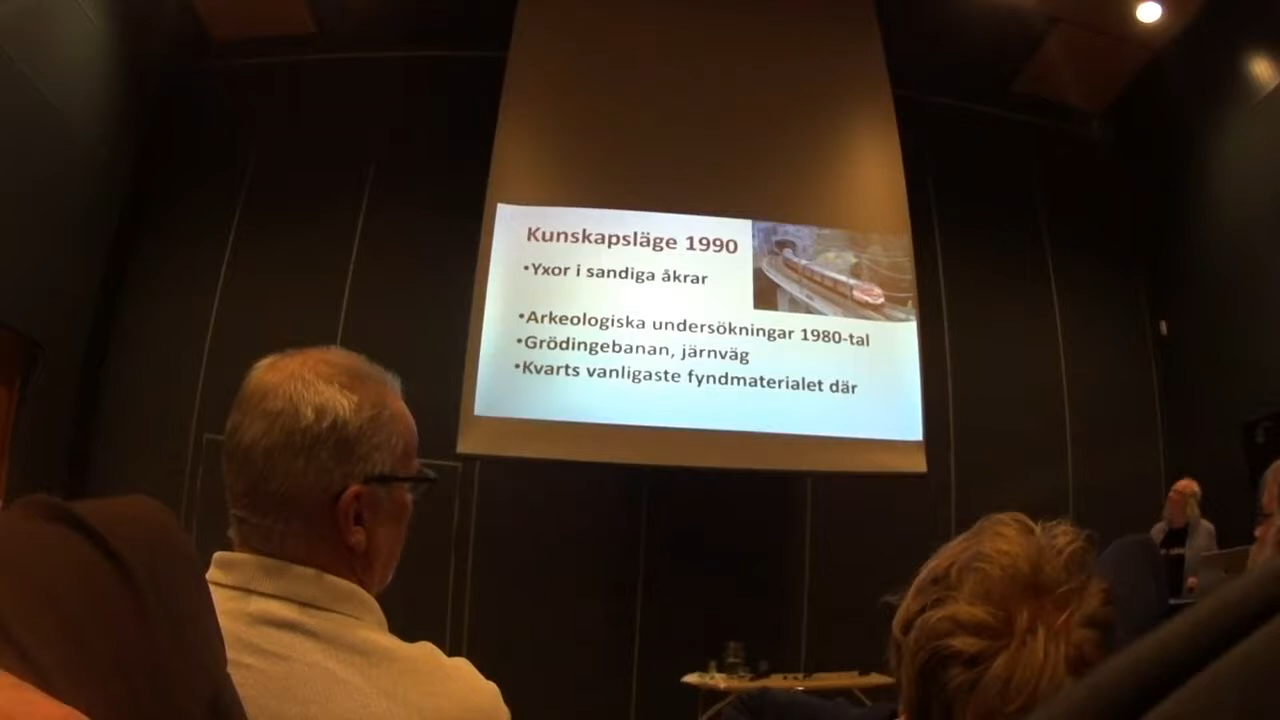 Kunskapsläge 1990
•Yxor i sandiga åkrar
•Arkeologiska undersökningar 1980-tal
•Grödingebanan, järnväg
•Kvarts vanligaste fyndmaterialet där